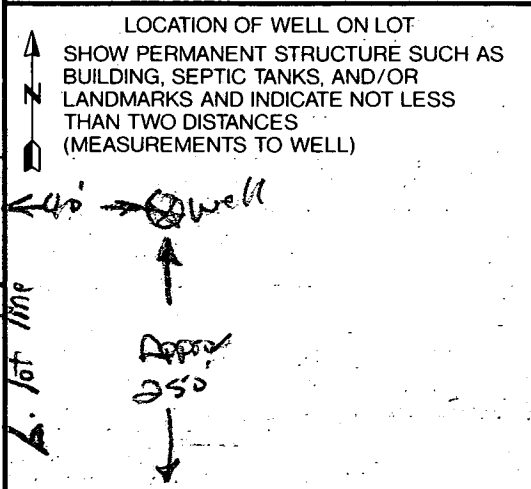 LOCATION OF WELL ON LOT
SHOW PERMANENT STRUCTURE SUCH AS
BUILDING, SEPTIC TANKS, AND/OR
N LANDMARKS AND INDICATE NOT LESS
THAN TWO DISTANCES
(MEASUREMENTS TO WELL)
40' Well
lot line
Approx
250'